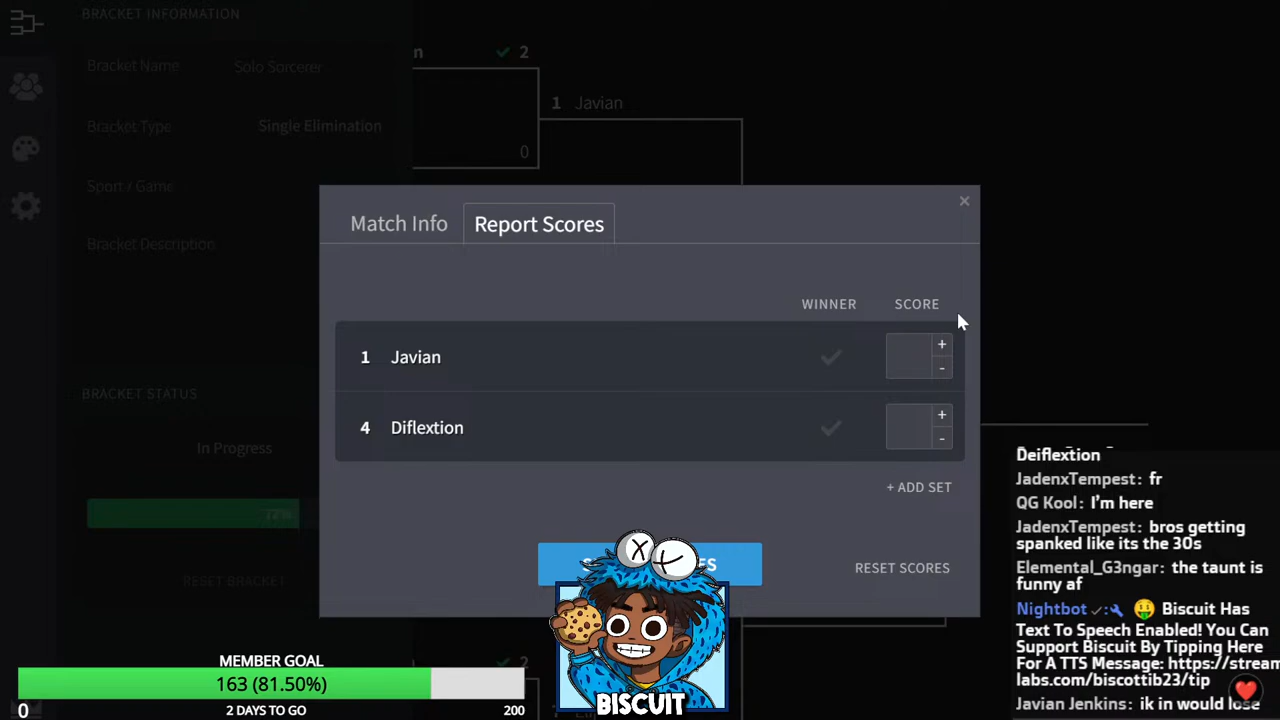 BRACKET INFORMATION
n ✓ 2
Bracket Name Solo Sorcerer
1 Javian
Bracket Type Single Elimination
0
Sport / Game
Match Info Report Scores ×
Bracket Description
WINNER SCORE
1 Javian +
-
BRACKET STATUS
4 Diflextion +
-
In Progress
+ ADD SET
RESET BRACKET
RESET SCORES
Deiflextion
JadenxTempest: fr
QG Kool: I'm here
JadenxTempest: bros getting
spanked like its the 30s
Elemental_G3ngar: the taunt is
funny af
Nightbot ✓:🔧 🤑 Biscuit Has
Text To Speech Enabled! You Can
Support Biscuit By Tipping Here
For A TTS Message: https://stream
labs.com/biscottib23/tip
Javian Jenkins: ik in would lose
✓ 2
MEMBER GOAL
163 (81.50%)
0 2 DAYS TO GO 200
BISCUIT